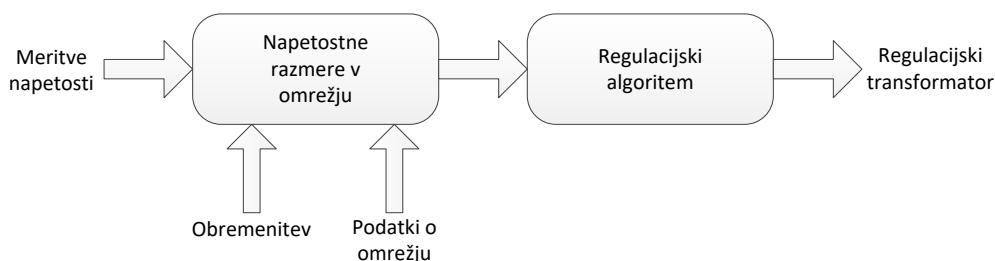 Meritve
napetosti
Napetostne
razmere v
omrežju
Regulacijski
algoritem
Regulacijski
transformator
Obremenitev
Podatki o
omrežju